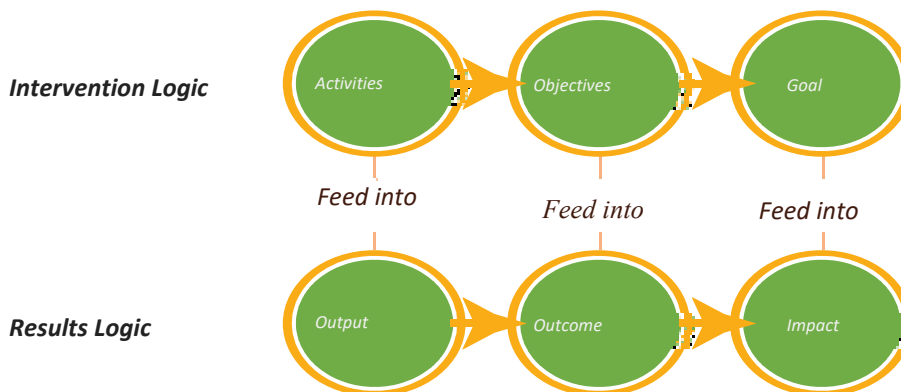 Intervention Logic
Activities
Objectives
Goal
Feed into
Feed into
Feed into
Results Logic
Output
Outcome
Impact